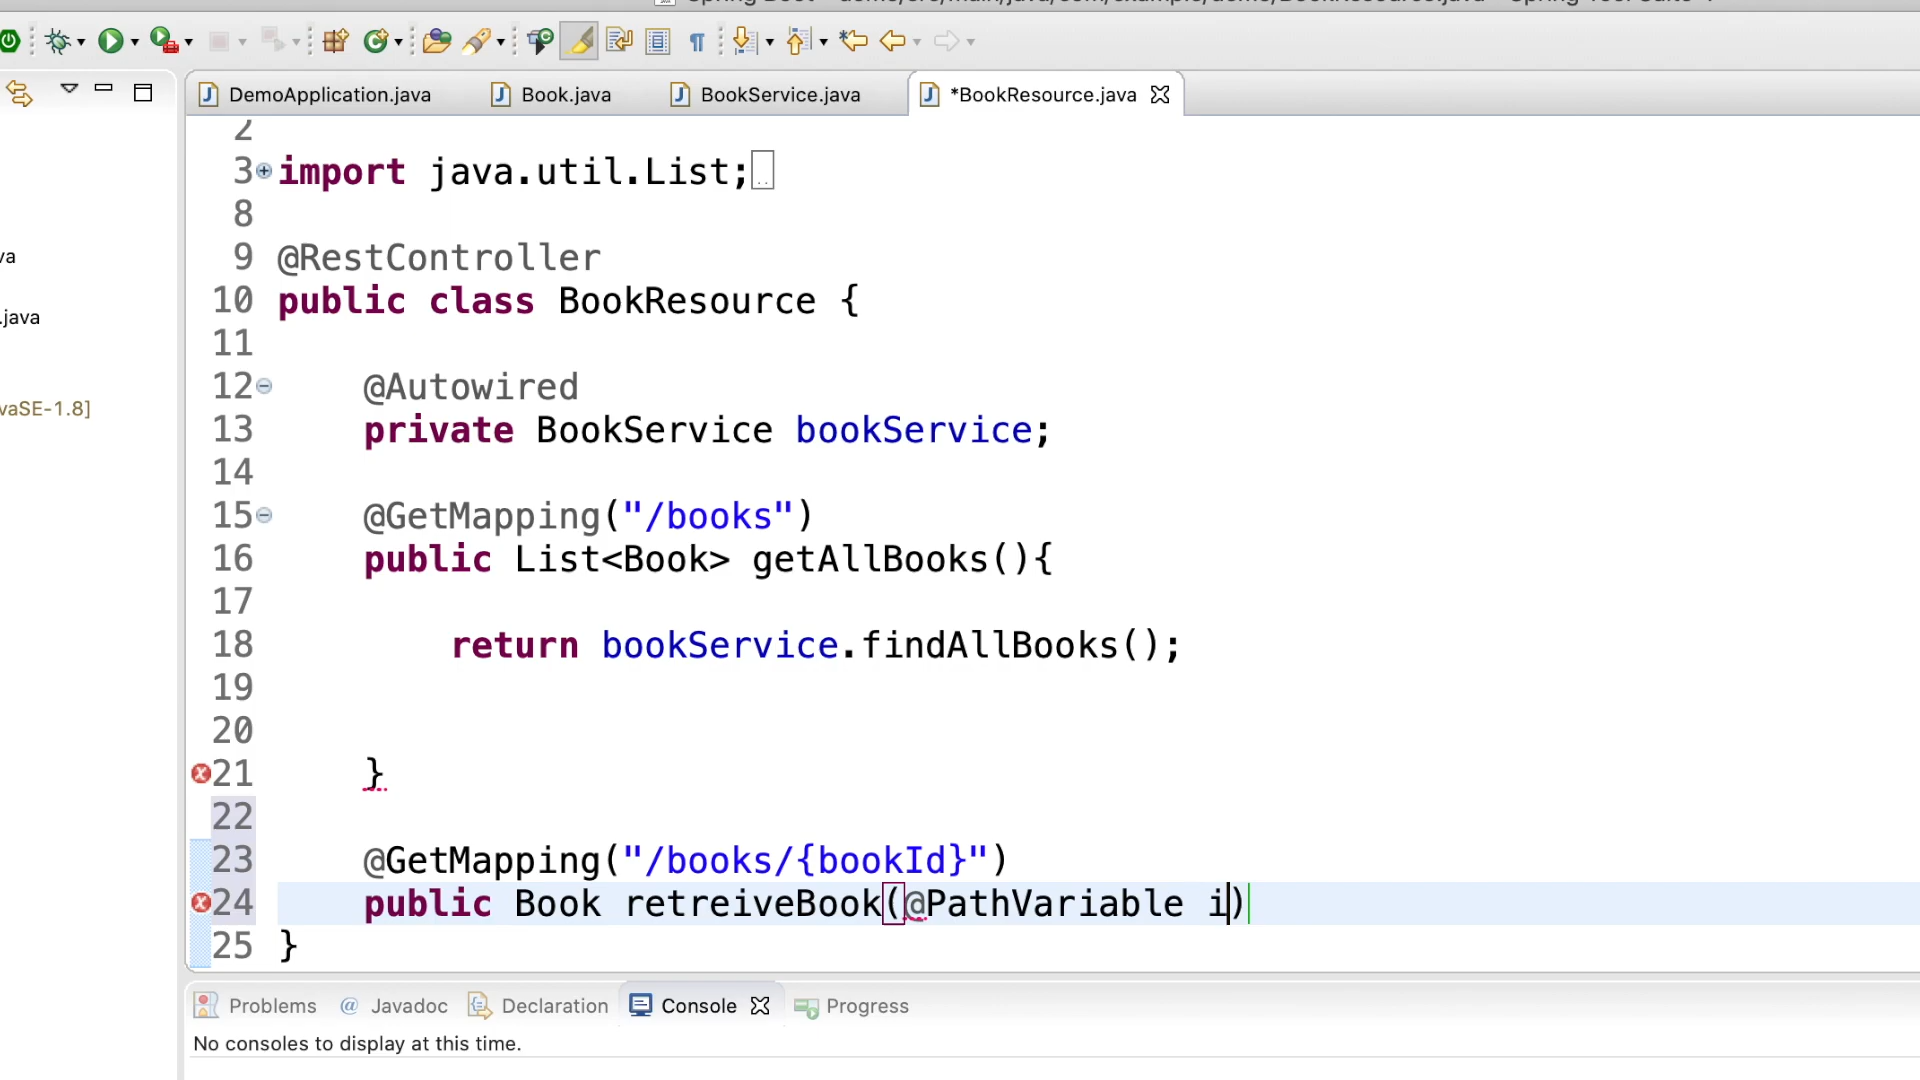 DemoApplication.java Book.java BookService.java *BookResource.java
2
3 import java.util.List;
8
9 @RestController
10 public class BookResource {
11
12 @Autowired
13 private BookService bookService;
14
15 @GetMapping("/books")
16 public List<Book> getAllBooks(){
17
18 return bookService.findAllBooks();
19
20
21 }
22
23 @GetMapping("/books/{bookId}")
24 public Book retreiveBook(@PathVariable i)
25 }
va
.java
vaSE-1.8]
Problems @ Javadoc Declaration Console Progress
No consoles to display at this time.